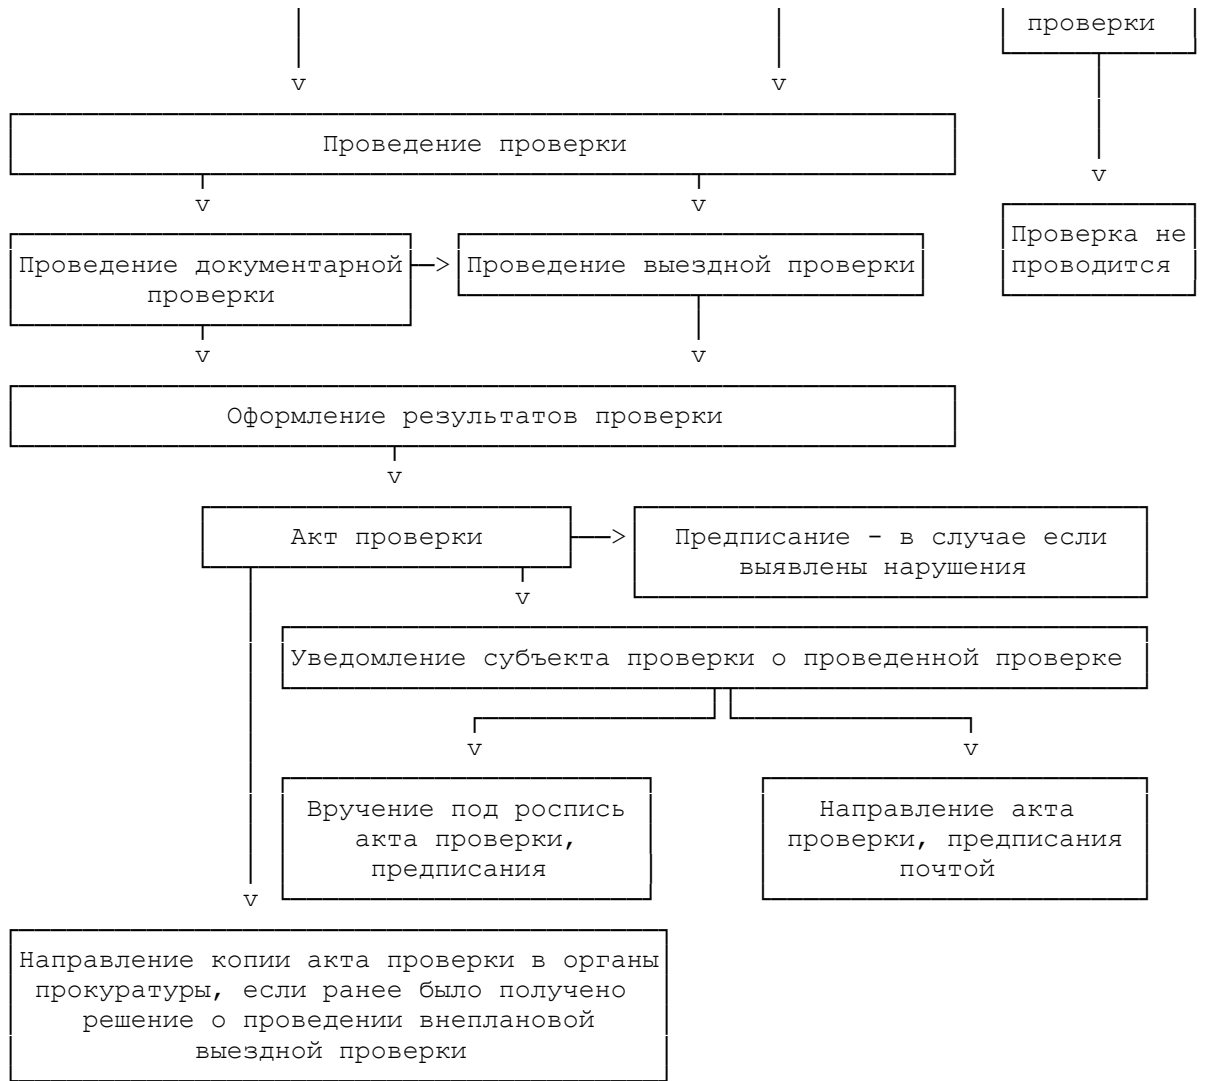 проверки
Проведение проверки
Проверка не
проводится
Проведение документарной
проверки
Проведение выездной проверки
Оформление результатов проверки
Акт проверки
Предписание - в случае если
выявлены нарушения
Уведомление субъекта проверки о проведенной проверке
Вручение под роспись
акта проверки,
предписания
Направление акта
проверки, предписания
почтой
Направление копии акта проверки в органы
прокуратуры, если ранее было получено
решение о проведении внеплановой
выездной проверки